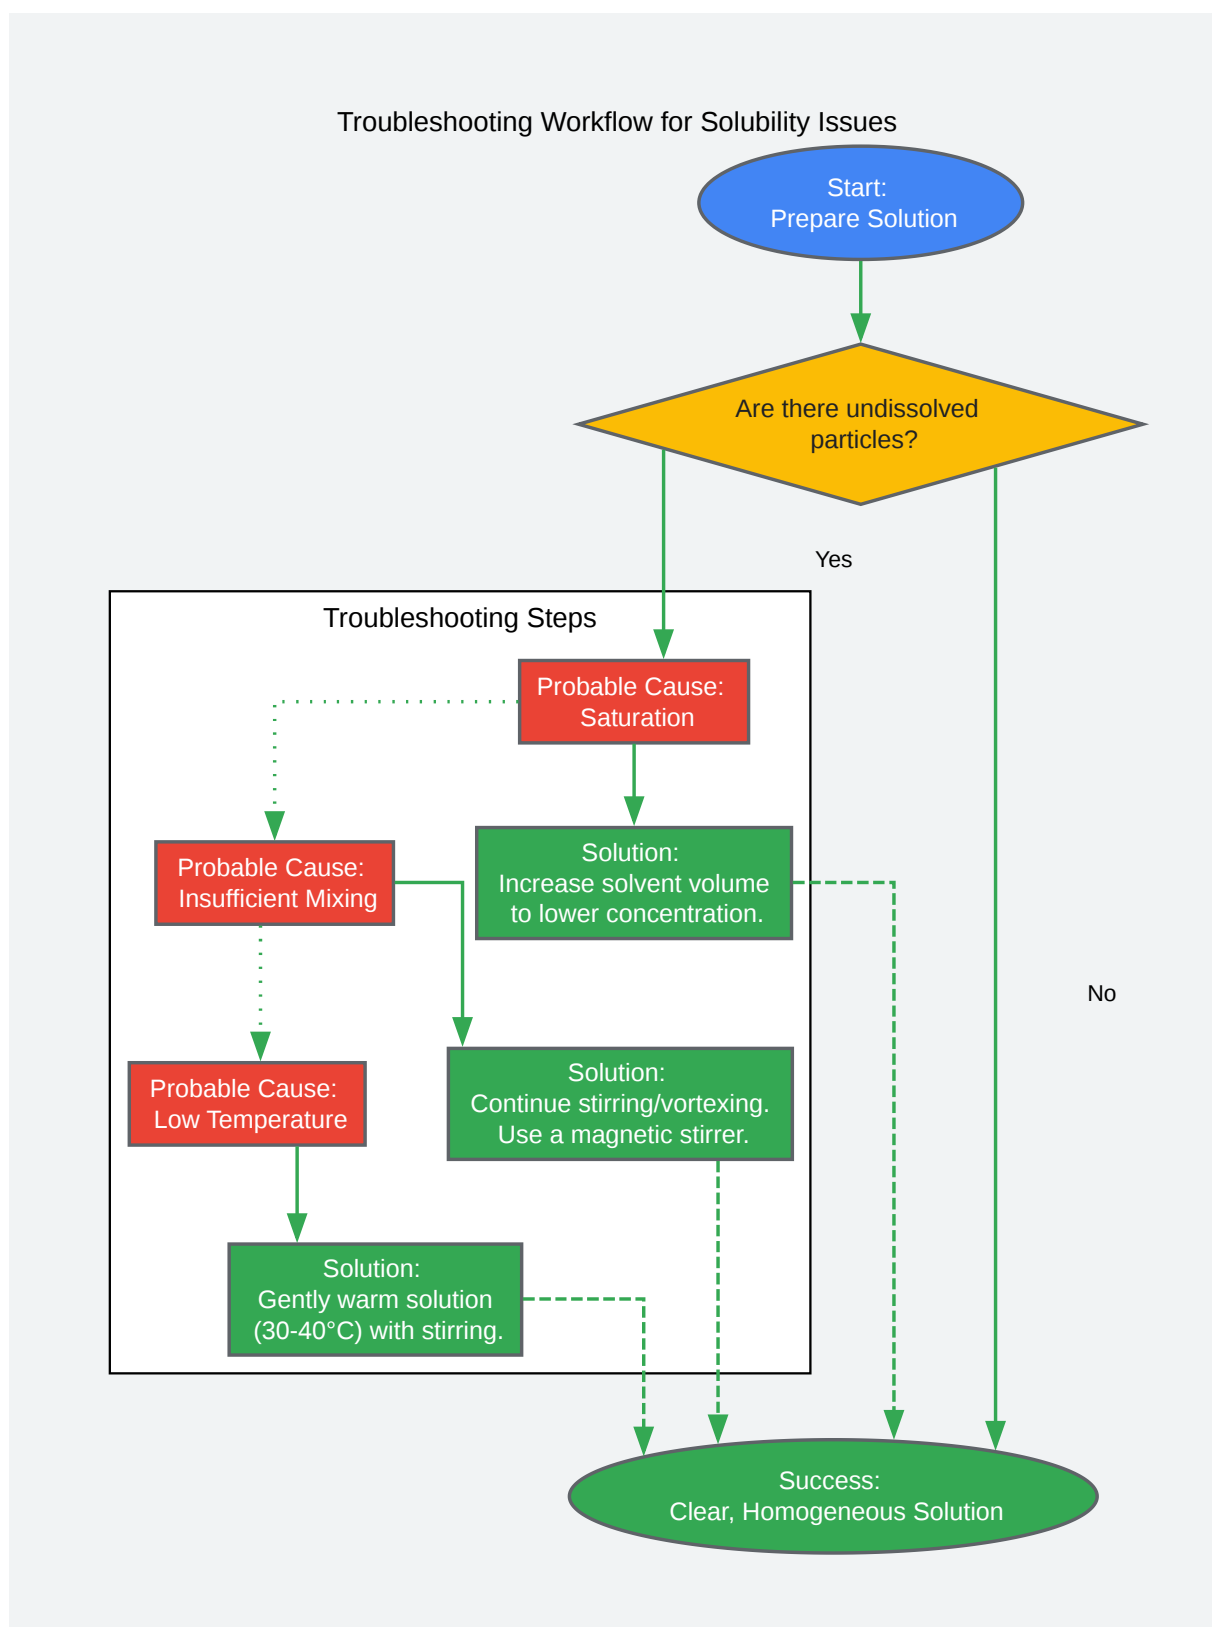 Troubleshooting Workflow for Solubility Issues
Start:
Prepare Solution
Are there undissolved
particles?
Yes
Troubleshooting Steps
Probable Cause:
Saturation
Solution:
Increase solvent volume
to lower concentration.
Probable Cause:
Insufficient Mixing
No
Probable Cause:
Low Temperature
Solution:
Continue stirring/vortexing.
Use a magnetic stirrer.
Solution:
Gently warm solution
(30-40°C) with stirring.
Success:
Clear, Homogeneous Solution